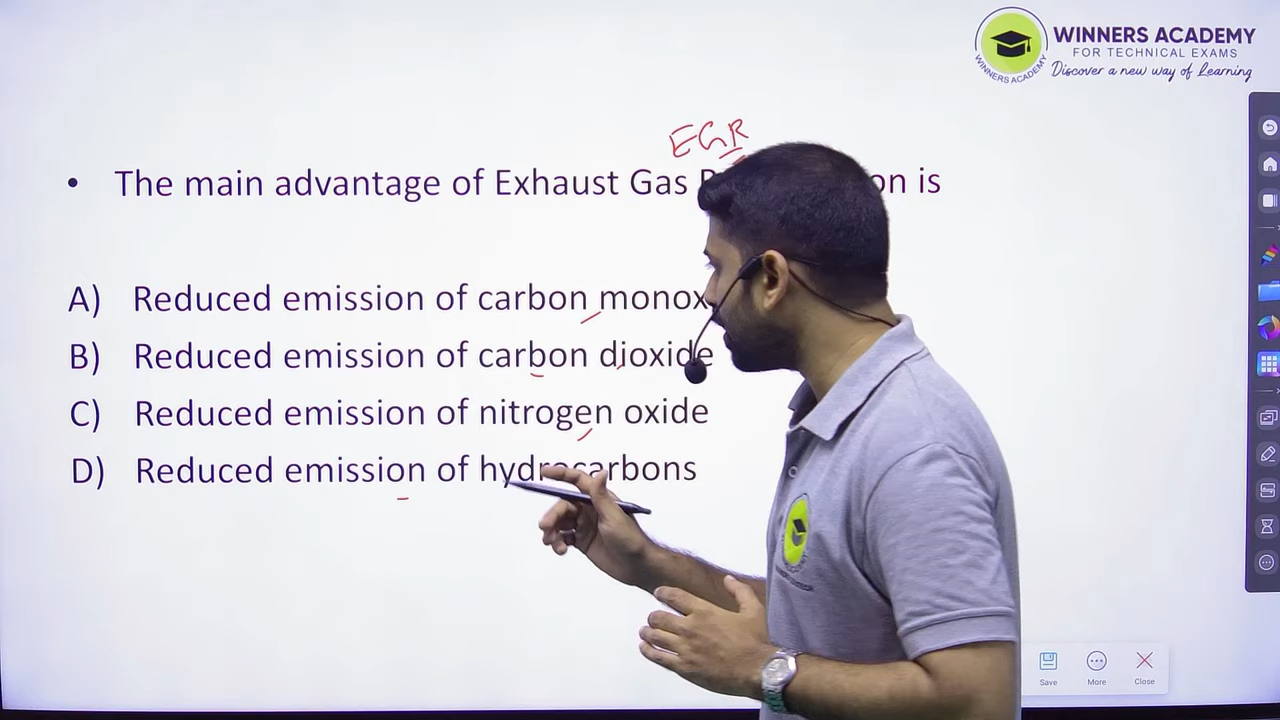 WINNERS ACADEMY
FOR TECHNICAL EXAMS
Discover a new way of Learning
WINNERS ACADEMY
EGR
• The main advantage of Exhaust Gas on is
A) Reduced emission of carbon monox
B) Reduced emission of carbon dioxide
C) Reduced emission of nitrogen oxide
D) Reduced emission of hydrocarbons
Save More Close